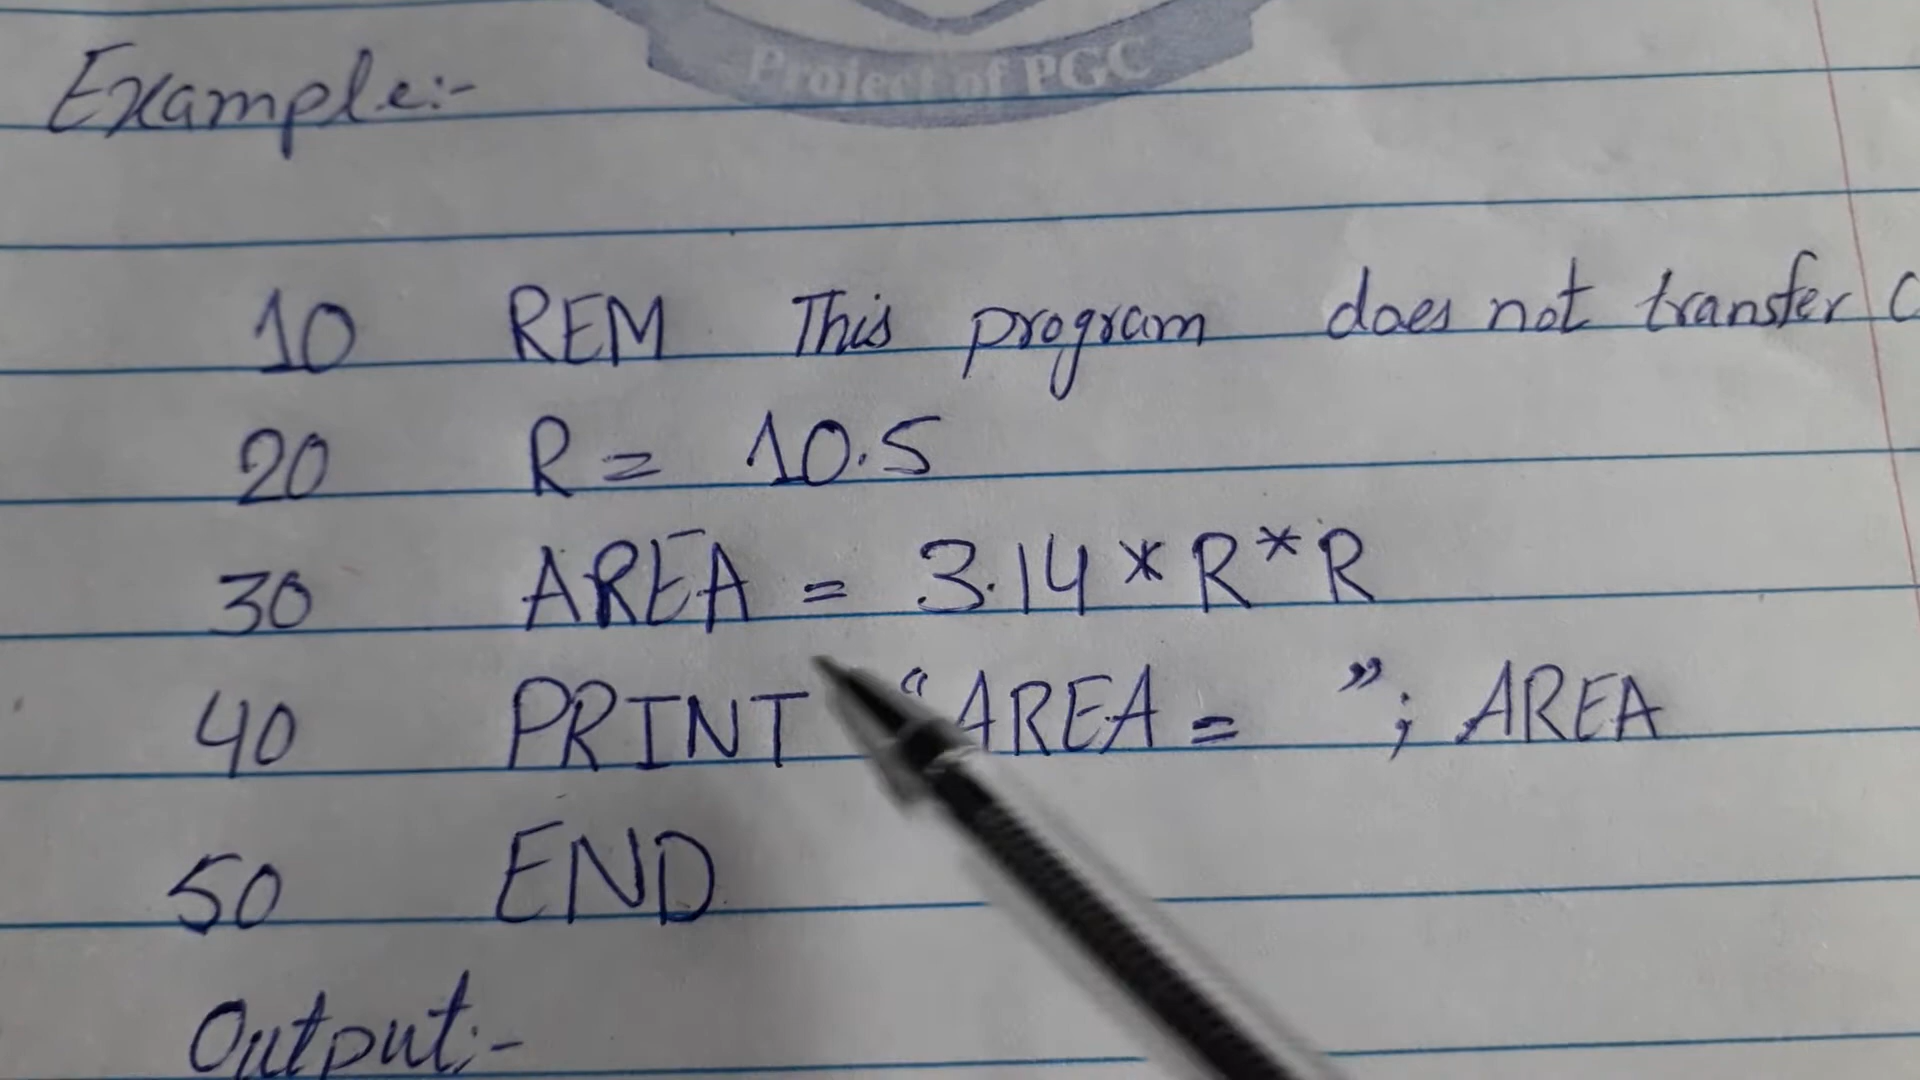 Project of PGC
Example:-
10 REM This program does not transfer
20 R = 10.5
30 AREA = 3.14*R*R
40 PRINT "AREA = "; AREA
50 END
Output:-